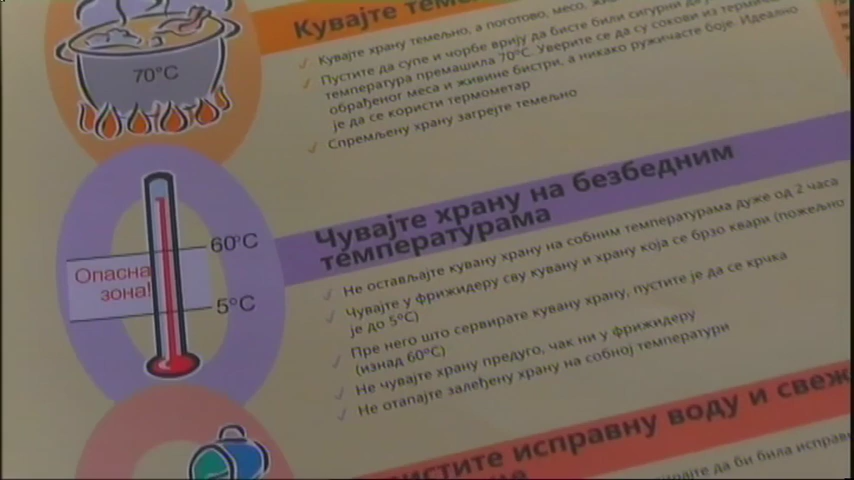 70°C
Кувајте
Кувајте храну темељно, а поготово, месо,
Пустите да супе и чорбе врију да бисте били сигурни да је
температура премашила 70°C. Уверите се да су сокови из
обрађеног меса и живине бистри, а никако ружичасте боје. Идеално
је да се користи термометар
Спремљену храну загрејте темељно
60°C
Опасна
зона!
5°C
Чувајте храну на безбедним
температурама
Не остављајте кувану храну на собним температурама дуже од 2 часа
Чувајте у фрижидеру сву кувану и храну која се брзо квари (пожељно
је до 5°C)
Пре него што сервирате кувану храну, пустите је да се крчка
(изнад 60°C)
Не чувајте храну предуго, чак ни у фрижидеру
Не отапајте залеђену храну на собној температури
исправну воду и
да би била